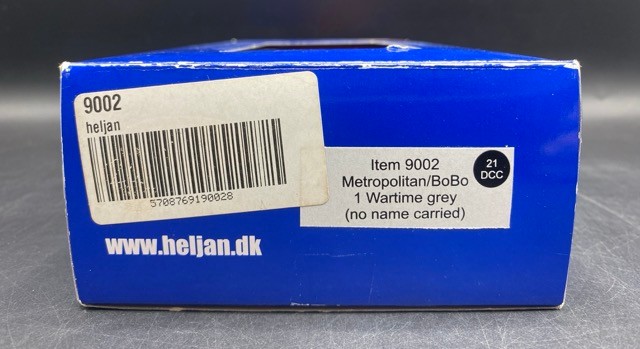 9002
heljan
5708769190028
Item 9002
Metropolitan/BoBo
1 Wartime grey
(no name carried)
21
DCC
www.heljan.dk